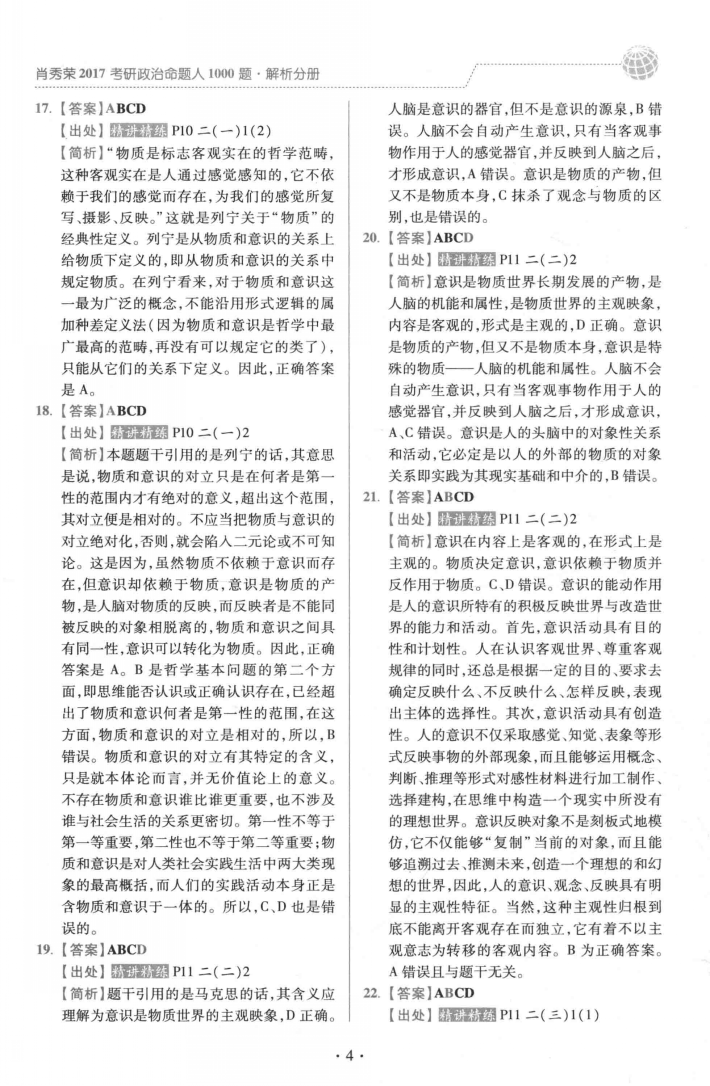 肖秀荣 2017 考研政治命题人 1000 题·解析分册
17. 【答案】ABCD
【出处】精讲精练 P10 二(一)1(2)
【简析】“物质是标志客观实在的哲学范畴,
这种客观实在是人通过感觉感知的,它不依
赖于我们的感觉而存在,为我们的感觉所复
写、摄影、反映。”这就是列宁关于“物质”的
经典性定义。列宁是从物质和意识的关系上
给物质下定义的,即从物质和意识的关系中
规定物质。在列宁看来,对于物质和意识这
一最为广泛的概念,不能沿用形式逻辑的属
加种差定义法(因为物质和意识是哲学中最
广最高的范畴,再没有可以规定它的类了),
只能从它们的关系下定义。因此,正确答案
是 A。
18. 【答案】ABCD
【出处】精讲精练 P10 二(一)2
【简析】本题题干引用的是列宁的话,其意思
是说,物质和意识的对立只是在何者是第一
性的范围内才有绝对的意义,超出这个范围,
其对立便是相对的。不应当把物质与意识的
对立绝对化,否则,就会陷入二元论或不可知
论。这是因为,虽然物质不依赖于意识而存
在,但意识却依赖于物质,意识是物质的产
物,是人脑对物质的反映,而反映者是不能同
被反映的对象相脱离的,物质和意识之间具
有同一性,意识可以转化为物质。因此,正确
答案是 A。B 是哲学基本问题的第二个方
面,即思维能否认识或正确认识存在,已经超
出了物质和意识何者是第一性的范围,在这
方面,物质和意识的对立是相对的,所以,B
错误。物质和意识的对立有其特定的含义,
只是就本体论而言,并无价值论上的意义。
不存在物质和意识谁比谁更重要,也不涉及
谁与社会生活的关系更密切。第一性不等于
第一等重要,第二性也不等于第二等重要;物
质和意识是对人类社会实践生活中两大类现
象的最高概括,而人们的实践活动本身正是
含物质和意识于一体的。所以,C、D 也是错
误的。
19. 【答案】ABCD
【出处】精讲精练 P11 二(二)2
【简析】题干引用的是马克思的话,其含义应
理解为意识是物质世界的主观映象,D 正确。
人脑是意识的器官,但不是意识的源泉,B 错
误。人脑不会自动产生意识,只有当客观事
物作用于人的感觉器官,并反映到人脑之后,
才形成意识,A 错误。意识是物质的产物,但
又不是物质本身,C 抹杀了观念与物质的区
别,也是错误的。
20. 【答案】ABCD
【出处】精讲精练 P11 二(二)2
【简析】意识是物质世界长期发展的产物,是
人脑的机能和属性,是物质世界的主观映象,
内容是客观的,形式是主观的,D 正确。意识
是物质的产物,但又不是物质本身,意识是特
殊的物质——人脑的机能和属性。人脑不会
自动产生意识,只有当客观事物作用于人的
感觉器官,并反映到人脑之后,才形成意识,
A、C 错误。意识是人的头脑中的对象性关系
和活动,它必定是以人的外部的物质的对象
关系即实践为其现实基础和中介的,B 错误。
21. 【答案】ABCD
【出处】精讲精练 P11 二(二)2
【简析】意识在内容上是客观的,在形式上是
主观的。物质决定意识,意识依赖于物质并
反作用于物质。C、D 错误。意识的能动作用
是人的意识所特有的积极反映世界与改造世
界的能力和活动。首先,意识活动具有目的
性和计划性。人在认识客观世界、尊重客观
规律的同时,还总是根据一定的目的、要求去
确定反映什么、不反映什么、怎样反映,表现
出主体的选择性。其次,意识活动具有创造
性。人的意识不仅采取感觉、知觉、表象等形
式反映事物的外部现象,而且能够运用概念、
判断、推理等形式对感性材料进行加工制作、
选择建构,在思维中构造一个现实中所没有
的理想世界。意识反映对象不是刻板式地模
仿,它不仅能够“复制”当前的对象,而且能
够追溯过去、推测未来,创造一个理想的和幻
想的世界,因此,人的意识、观念、反映具有明
显的主观性特征。当然,这种主观性归根到
底不能离开客观存在而独立,它有着不以主
观意志为转移的客观内容。B 为正确答案。
A 错误且与题干无关。
22. 【答案】ABCD
【出处】精讲精练 P11 二(三)1(1)
·4·